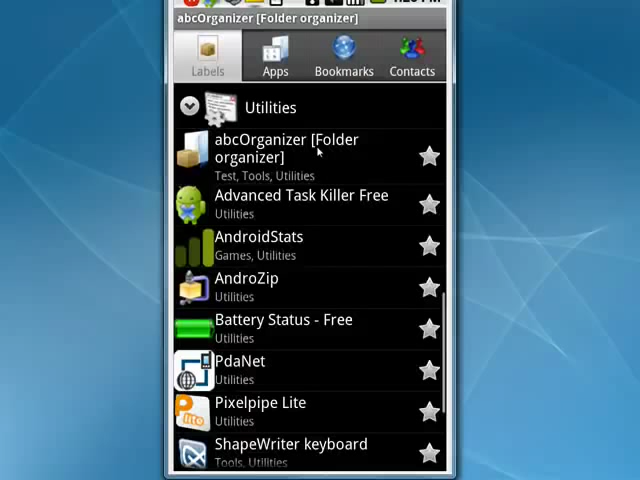 abcOrganizer [Folder organizer]
Labels
Apps
Bookmarks
Contacts
Utilities
abcOrganizer [Folder
organizer]
Test, Tools, Utilities
Advanced Task Killer Free
Utilities
AndroidStats
Games, Utilities
AndroZip
Utilities
Battery Status - Free
Utilities
PdaNet
Utilities
Pixelpipe Lite
Utilities
ShapeWriter keyboard
Tools, Utilities